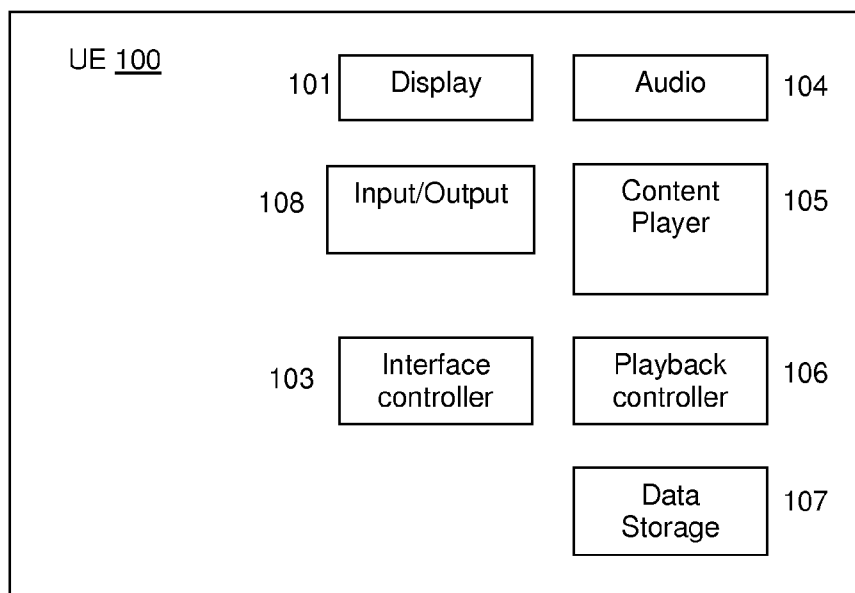 UE 100
101 Display
Audio 104
108 Input/Output
Content
Player 105
103 Interface
controller
Playback
controller 106
Data
Storage 107